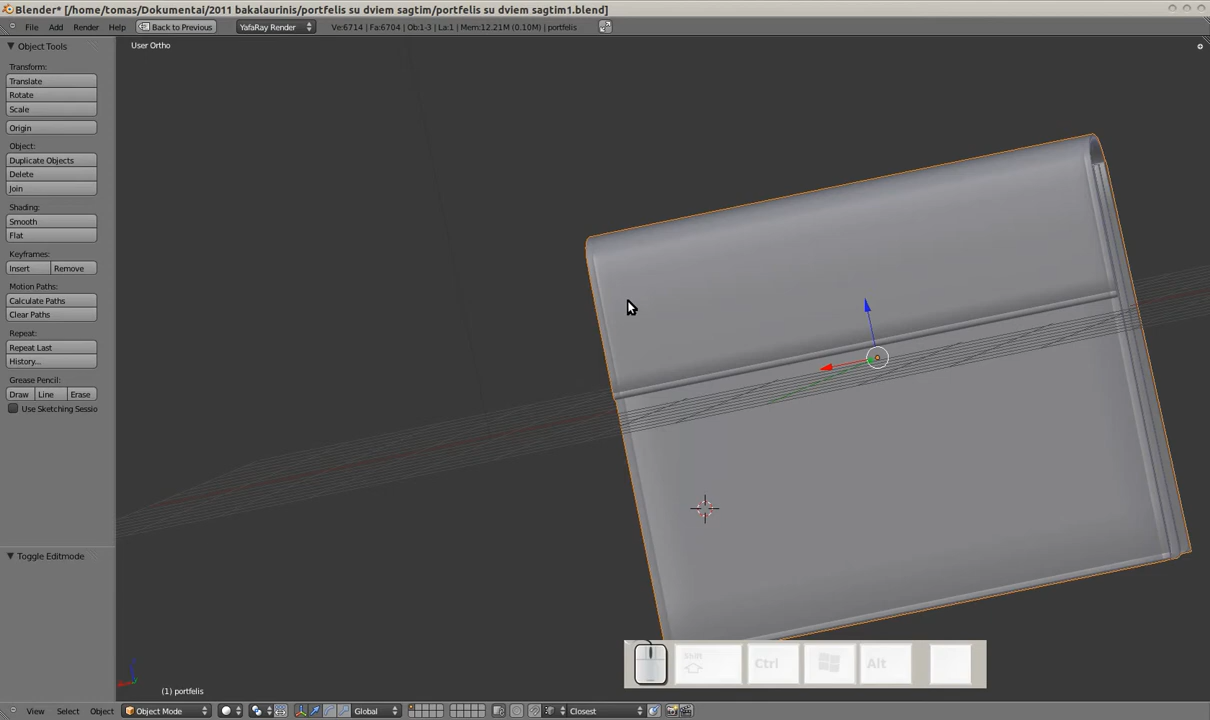 Blender* [/home/tomas/Dokumentai/2011 bakalaurinis/portfelis su dviem sagtim/portfelis su dviem sagtim1.blend]
File Add Render Help Back to Previous YafaRay Render Ve:6714 | Fa:6704 | Ob:1-3 | La:1 | Mem:12.21M (0.10M) | portfelis
Object Tools
User Ortho
Transform:
Translate
Rotate
Scale
Origin
Object:
Duplicate Objects
Delete
Join
Shading:
Smooth
Flat
Keyframes:
Insert Remove
Motion Paths:
Calculate Paths
Clear Paths
Repeat:
Repeat Last
History...
Grease Pencil:
Draw Line Erase
Use Sketching Sessio
Toggle Editmode
Shift
Ctrl Alt
(1) portfelis
View Select Object Object Mode Global Closest